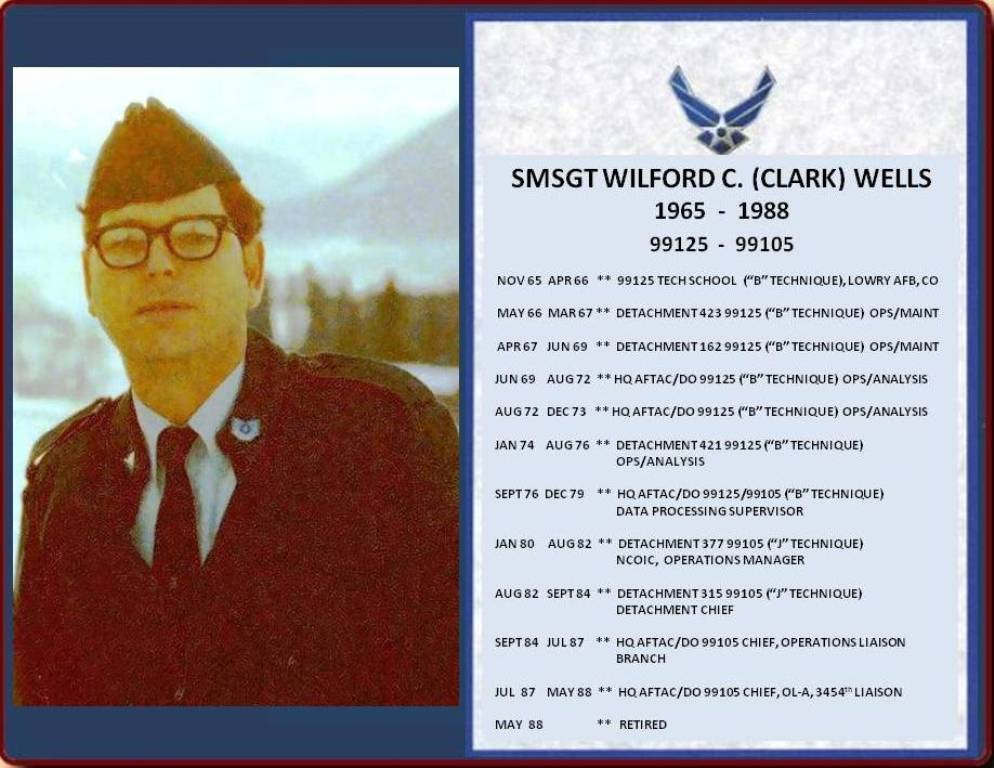 SMSGT WILFORD C. (CLARK) WELLS
1965 - 1988
99125 - 99105
NOV 65 APR 66 ** 99125 TECH SCHOOL ("B" TECHNIQUE), LOWRY AFB, CO
MAY 66 MAR 67 ** DETACHMENT 423 99125 ("B" TECHNIQUE) OPS/MAINT
APR 67 JUN 69 ** DETACHMENT 162 99125 ("B" TECHNIQUE) OPS/MAINT
JUN 69 AUG 72 ** HQ AFTAC/DO 99125 ("B" TECHNIQUE) OPS/ANALYSIS
AUG 72 DEC 73 ** HQ AFTAC/DO 99125 ("B" TECHNIQUE) OPS/ANALYSIS
JAN 74 AUG 76 ** DETACHMENT 421 99125 ("B" TECHNIQUE)
OPS/ANALYSIS
SEPT 76 DEC 79 ** HQ AFTAC/DO 99125/99105 ("B" TECHNIQUE)
DATA PROCESSING SUPERVISOR
JAN 80 AUG 82 ** DETACHMENT 377 99105 ("J" TECHNIQUE)
NCOIC, OPERATIONS MANAGER
AUG 82 SEPT 84 ** DETACHMENT 315 99105 ("J" TECHNIQUE)
DETACHMENT CHIEF
SEPT 84 JUL 87 ** HQ AFTAC/DO 99105 CHIEF, OPERATIONS LIAISON
BRANCH
JUL 87 MAY 88 ** HQ AFTAC/DO 99105 CHIEF, OL-A, 3454th LIAISON
MAY 88 ** RETIRED